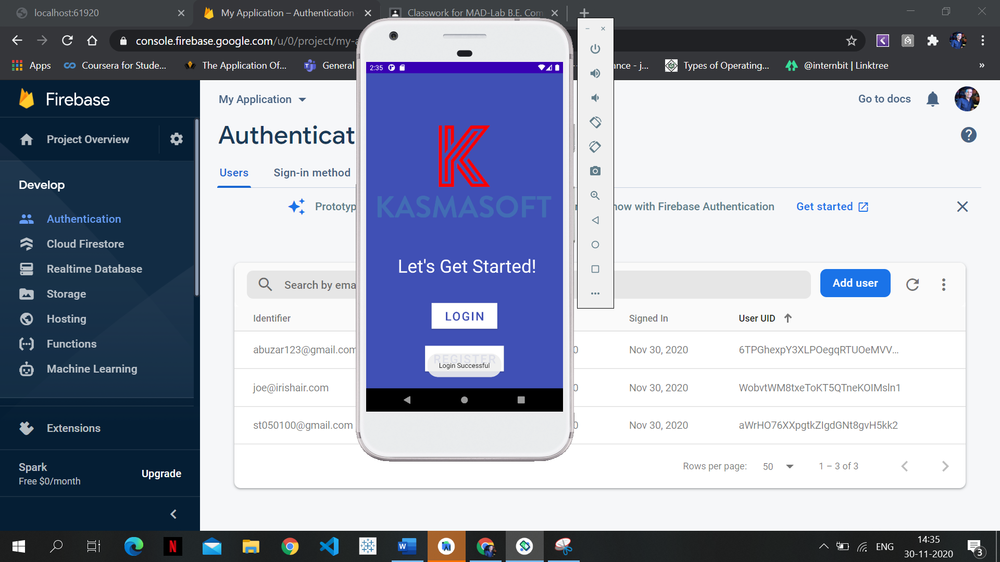 localhost:61920
My Application – Authentication
Classwork for MAD-Lab B.E. Com
console.firebase.google.com/u/0/project/my-a
Apps
Coursera for Stude...
The Application Of...
General
ance - j...
Types of Operating...
@internbit | Linktree
»
Firebase
My Application
Go to docs
Project Overview
Authenticat
Users
Sign-in method
Prototyp
now with Firebase Authentication
Get started
Develop
Authentication
Cloud Firestore
Realtime Database
Storage
Hosting
Functions
Machine Learning
Extensions
Spark
Free $0/month
Upgrade
Search by ema
Add user
Identifier
Signed In
User UID
abuzar123@gmail.com
0
Nov 30, 2020
6TPGhexpY3XLPOegqRTUOeMVV...
joe@irishair.com
0
Nov 30, 2020
WobvtWM8txeToKT5QTneKOIMsln1
st050100@gmail.com
0
Nov 30, 2020
aWrHO76XXpgtkZIgdGNt8gvH5kk2
Rows per page:
50
1 – 3 of 3
2:35
K
KASMASOFT
Let's Get Started!
LOGIN
REGISTER
Login Successful
ENG
14:35
30-11-2020
3